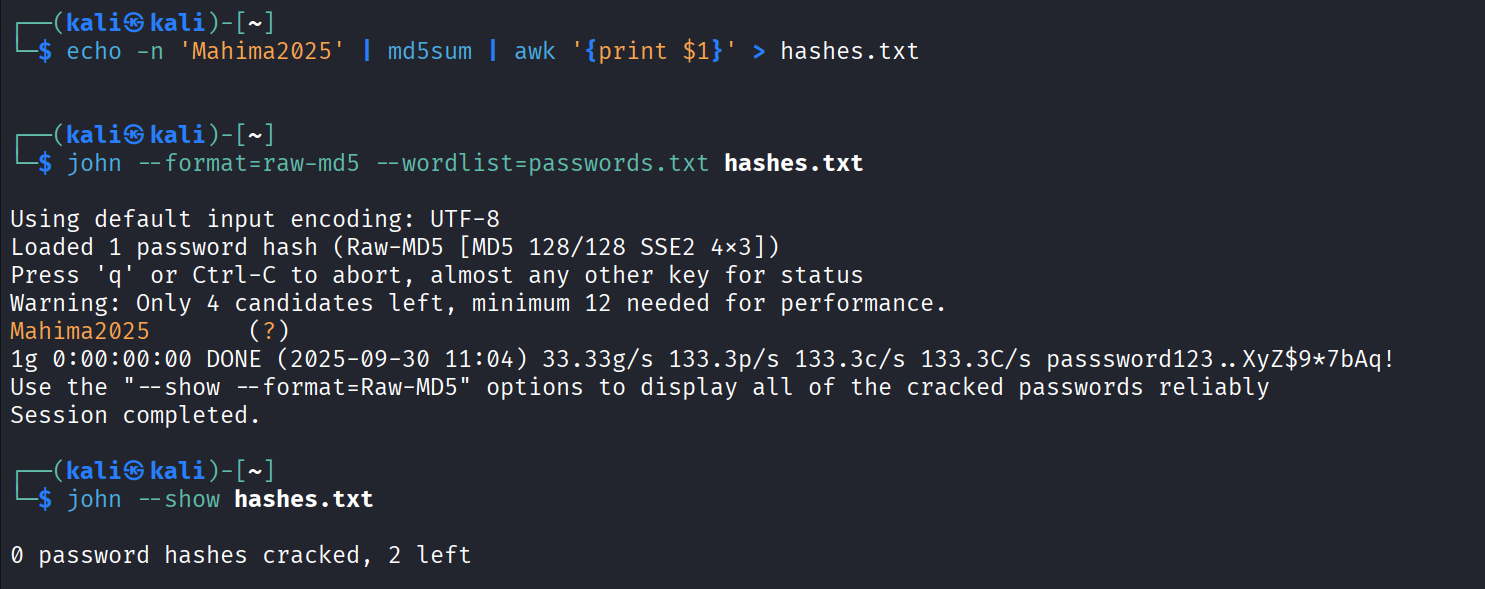 ┌──(kali㉿kali)-[~]
└─$ echo -n 'Mahima2025' | md5sum | awk '{print $1}' > hashes.txt
┌──(kali㉿kali)-[~]
└─$ john --format=raw-md5 --wordlist=passwords.txt hashes.txt
Using default input encoding: UTF-8
Loaded 1 password hash (Raw-MD5 [MD5 128/128 SSE2 4×3])
Press 'q' or Ctrl-C to abort, almost any other key for status
Warning: Only 4 candidates left, minimum 12 needed for performance.
Mahima2025       (?)
1g 0:00:00:00 DONE (2025-09-30 11:04) 33.33g/s 133.3p/s 133.3c/s 133.3C/s passsword123..XyZ$9*7bAq!
Use the "--show --format=Raw-MD5" options to display all of the cracked passwords reliably
Session completed.
┌──(kali㉿kali)-[~]
└─$ john --show hashes.txt
0 password hashes cracked, 2 left